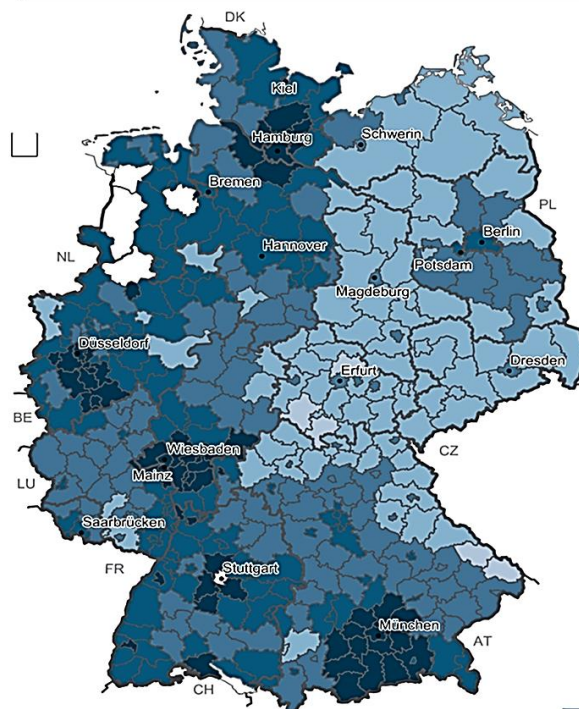 DK
Kiel
Hamburg
Schwerin
Bremen
PL
Berlin
NL
Hannover
Potsdam
Magdeburg
Düsseldorf
Dresden
Erfurt
BE
Wiesbaden
CZ
Mainz
LU
Saarbrücken
FR
Stuttgart
München
AT
CH